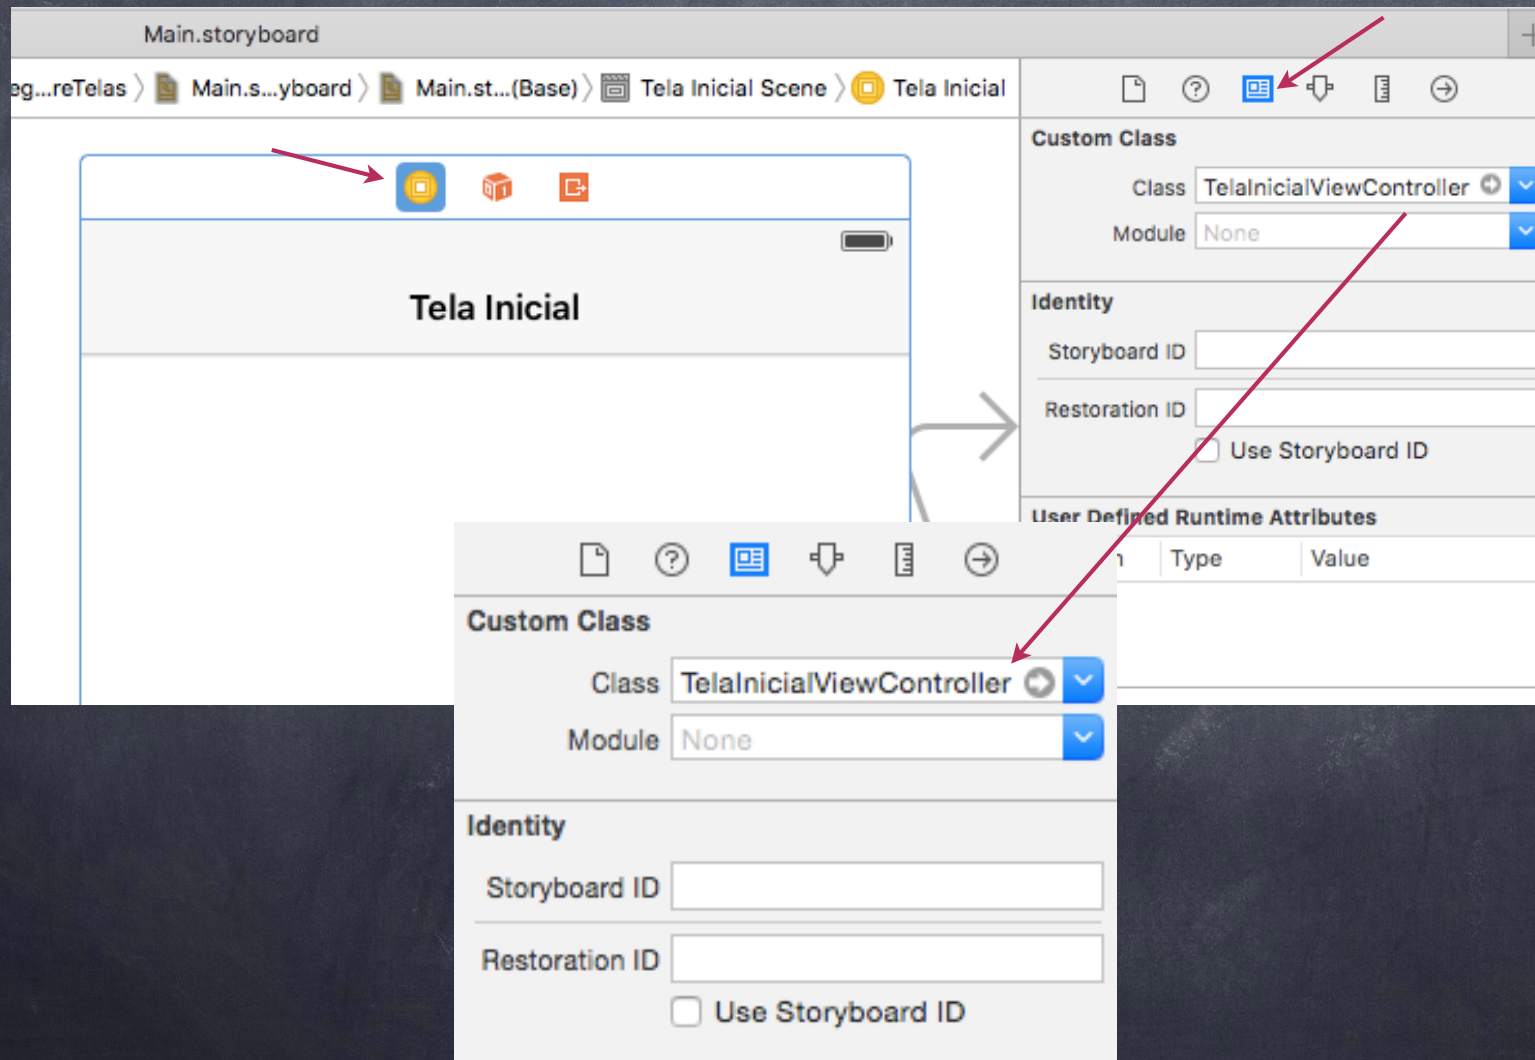 Main.storyboard
eg...reTelas Main.s...yboard Main.st...(Base) Tela Inicial Scene Tela Inicial
Custom Class
Class TelaInicialViewController
Module None
Tela Inicial
Identity
Storyboard ID
Restoration ID
Use Storyboard ID
User Defined Runtime Attributes
Type Value
Custom Class
Class TelaInicialViewController
Module None
Identity
Storyboard ID
Restoration ID
Use Storyboard ID